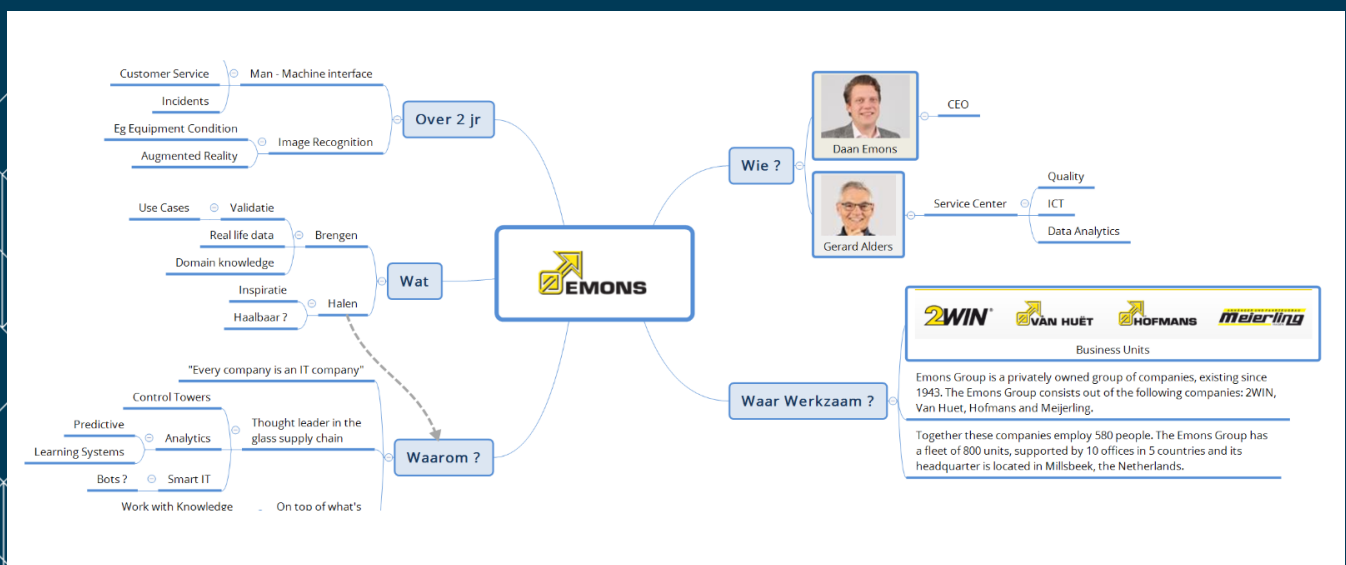 Customer Service
Man - Machine interface
Incidents
Over 2 jr
Eg Equipment Condition
Image Recognition
Augmented Reality
Use Cases
Validatie
Real life data
Brengen
Domain knowledge
Wat
Inspiratie
Halen
Haalbaar ?
"Every company is an IT company"
Control Towers
Predictive
Analytics
Learning Systems
Thought leader in the
glass supply chain
Waarom ?
Bots ?
Smart IT
Work with Knowledge
On top of what's
EMONS
Wie ?
Daan Emons
CEO
Gerard Alders
Service Center
Quality
ICT
Data Analytics
Waar Werkzaam ?
2WIN®
VAN HUËT
HOFMANS
Meierling
Business Units
Emons Group is a privately owned group of companies, existing since
1943. The Emons Group consists out of the following companies: 2WIN,
Van Huet, Hofmans and Meijerling.
Together these companies employ 580 people. The Emons Group has
a fleet of 800 units, supported by 10 offices in 5 countries and its
headquarter is located in Millsbeek, the Netherlands.